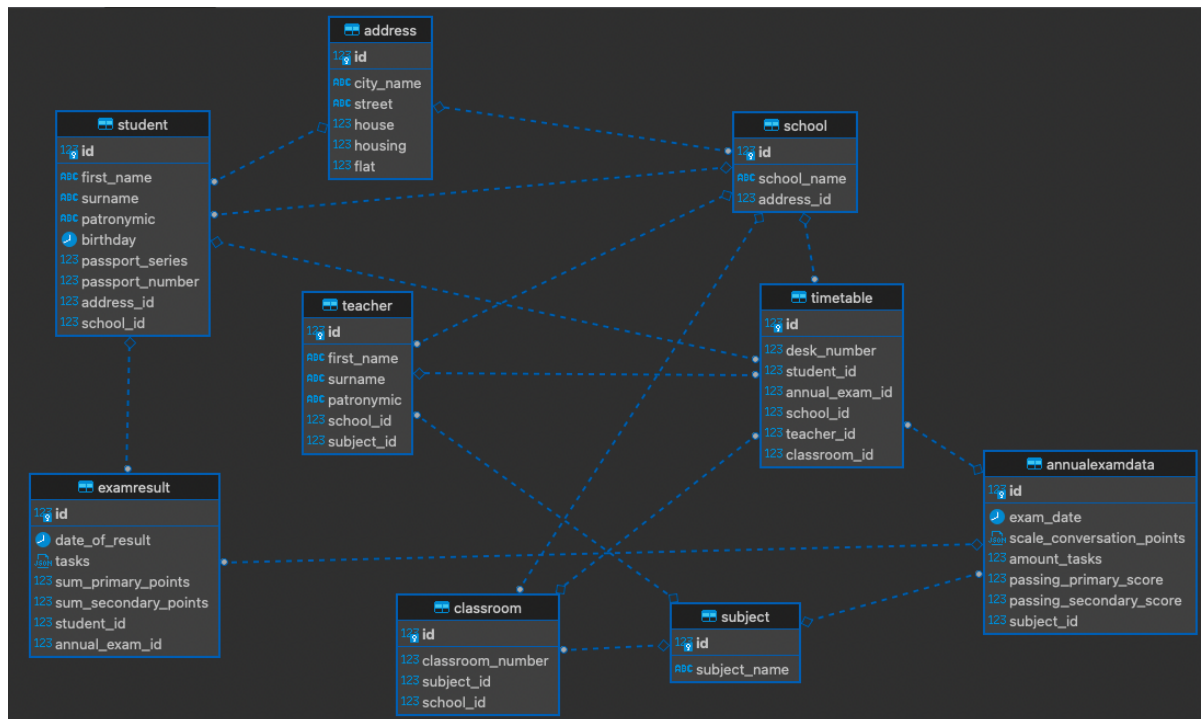 address
id
city_name
street
house
housing
flat
student
id
first_name
surname
patronymic
birthday
passport_series
passport_number
address_id
school_id
school
id
school_name
address_id
teacher
id
first_name
surname
patronymic
school_id
subject_id
timetable
id
desk_number
student_id
annual_exam_id
school_id
teacher_id
classroom_id
examresult
id
date_of_result
tasks
sum_primary_points
sum_secondary_points
student_id
annual_exam_id
annualexamdata
id
exam_date
scale_conversation_points
amount_tasks
passing_primary_score
passing_secondary_score
subject_id
classroom
id
classroom_number
subject_id
school_id
subject
id
subject_name